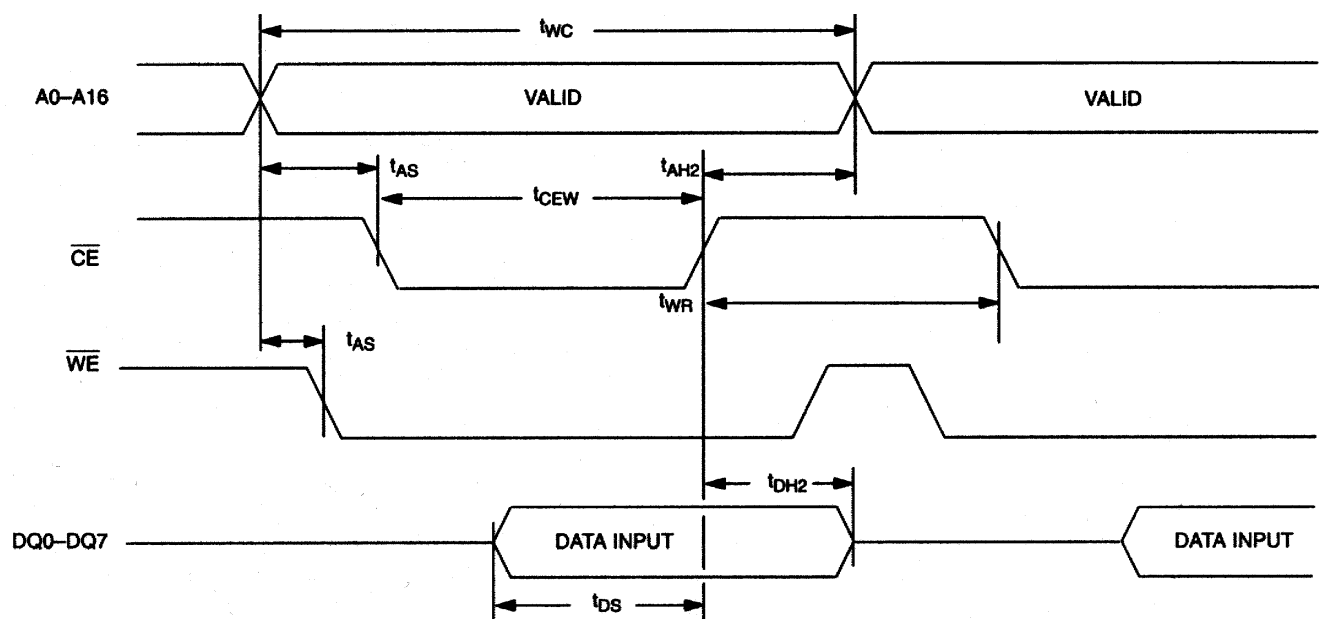 tWC
A0–A16 VALID VALID
tAS tAH2
tCEW
CE
tWR
tAS
WE
tDH2
DQ0–DQ7 DATA INPUT DATA INPUT
tDS